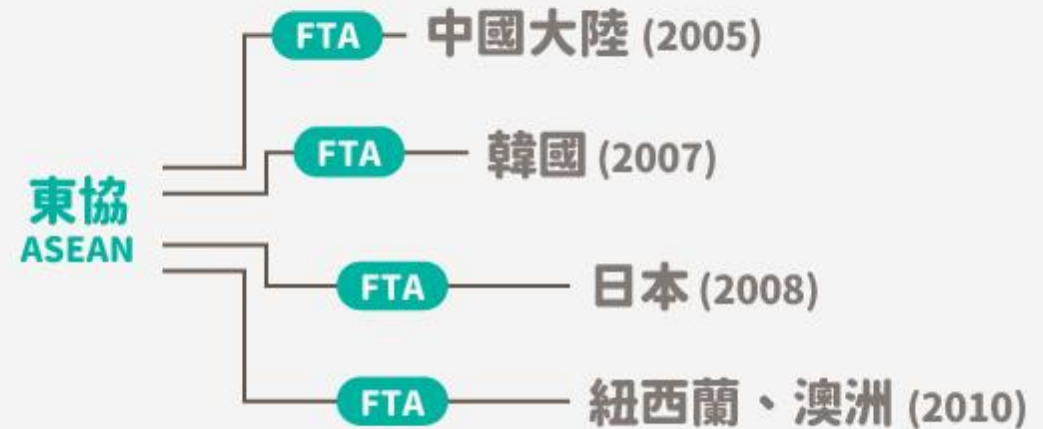 FTA 中國大陸 (2005)
FTA 韓國 (2007)
東協
ASEAN
FTA 日本 (2008)
FTA 紐西蘭、澳洲 (2010)